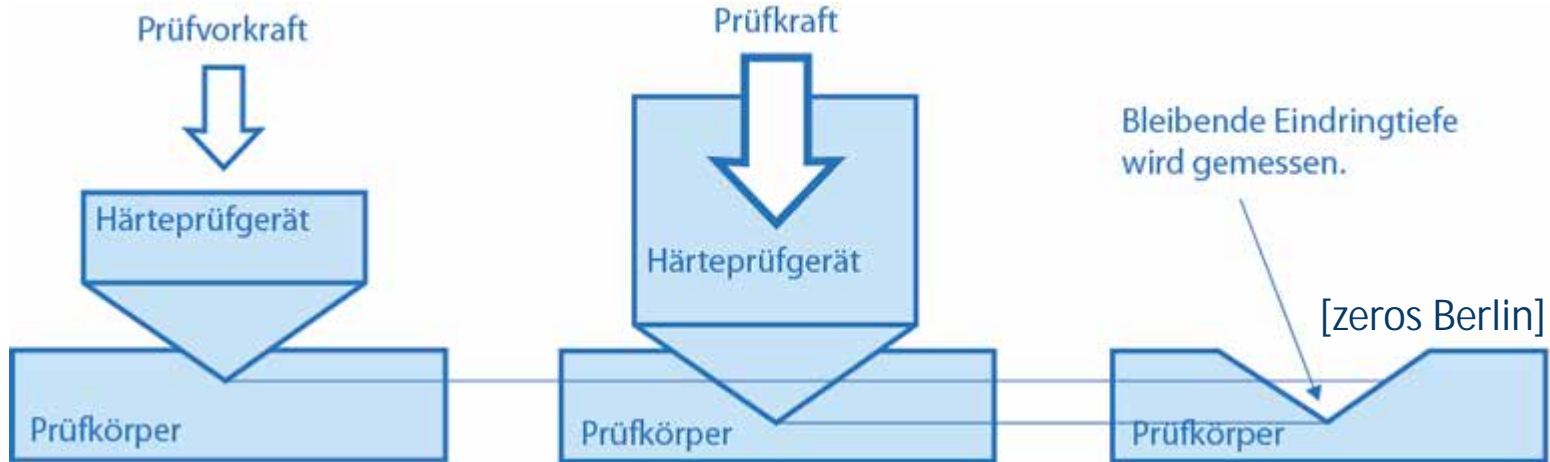 Prüfvorkraft
Härteprüfgerät
Prüfkörper
Prüfkraft
Härteprüfgerät
Prüfkörper
Bleibende Eindringtiefe
wird gemessen.
[zeros Berlin]
Prüfkörper